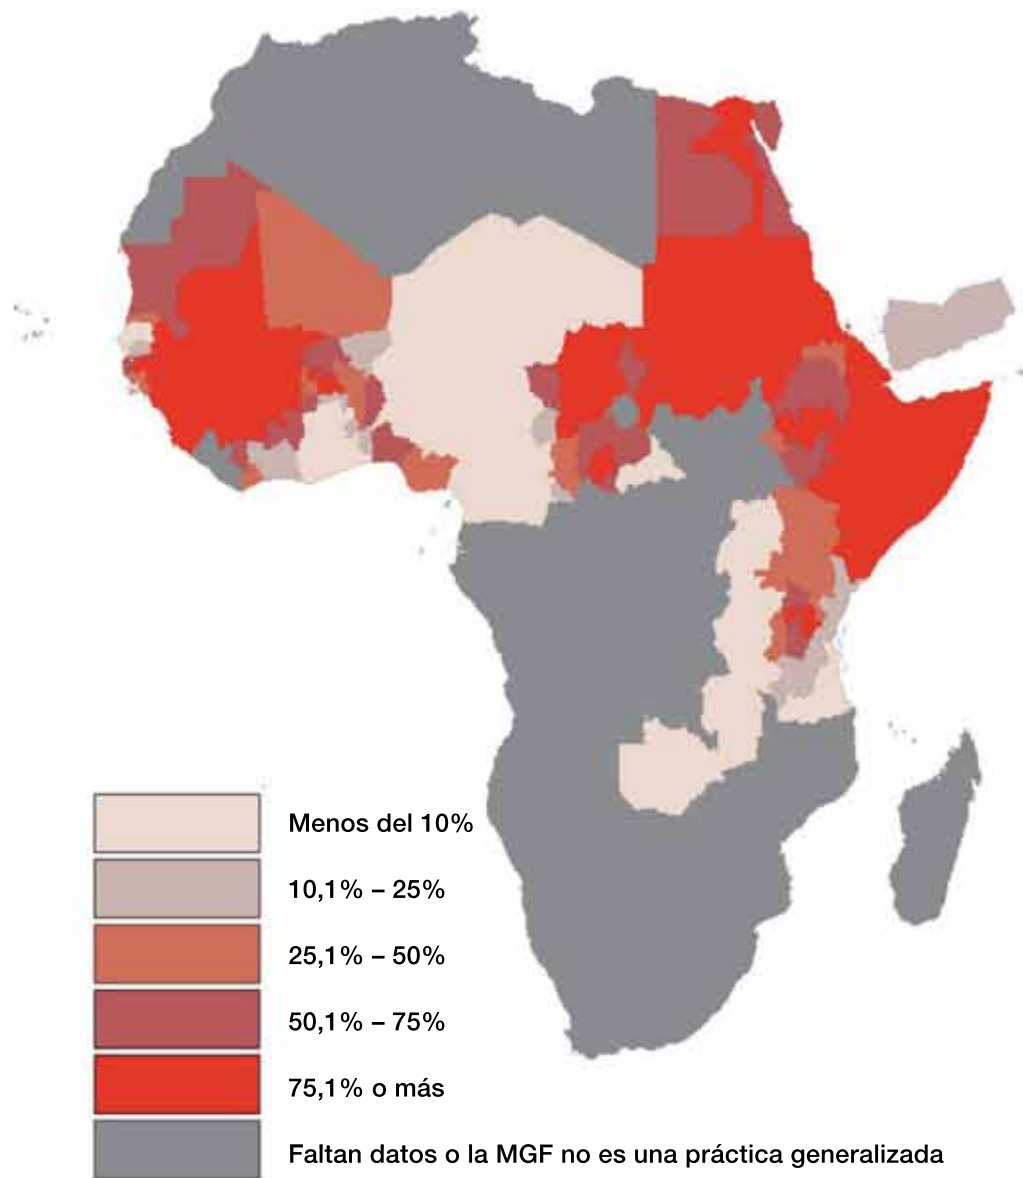 Menos del 10%
10,1% – 25%
25,1% – 50%
50,1% – 75%
75,1% o más
Faltan datos o la MGF no es una práctica generalizada